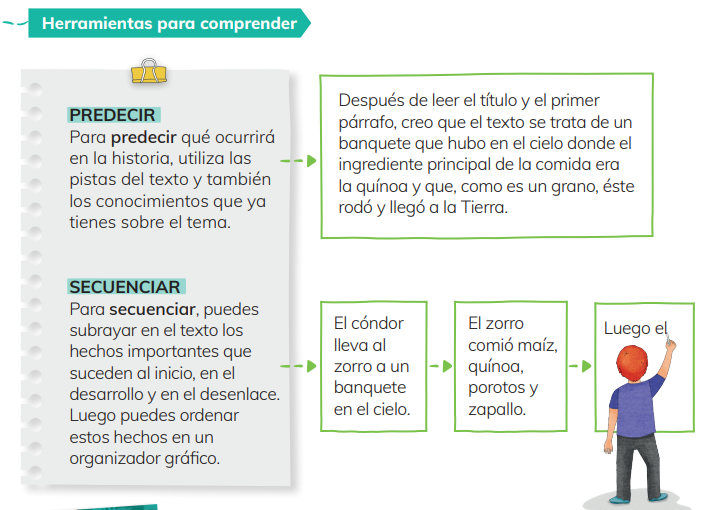 Herramientas para comprender
PREDECIR
Para predecir qué ocurrirá
en la historia, utiliza las
pistas del texto y también
los conocimientos que ya
tienes sobre el tema.
Después de leer el título y el primer
párrafo, creo que el texto se trata de un
banquete que hubo en el cielo donde el
ingrediente principal de la comida era
la quínoa y que, como es un grano, éste
rodó y llegó a la Tierra.
SECUENCIAR
Para secuenciar, puedes
subrayar en el texto los
hechos importantes que
suceden al inicio, en el
desarrollo y en el desenlace.
Luego puedes ordenar
estos hechos en un
organizador gráfico.
El cóndor
lleva al
zorro a un
banquete
en el cielo.
El zorro
comió maíz,
quínoa,
porotos y
zapallo.
Luego el